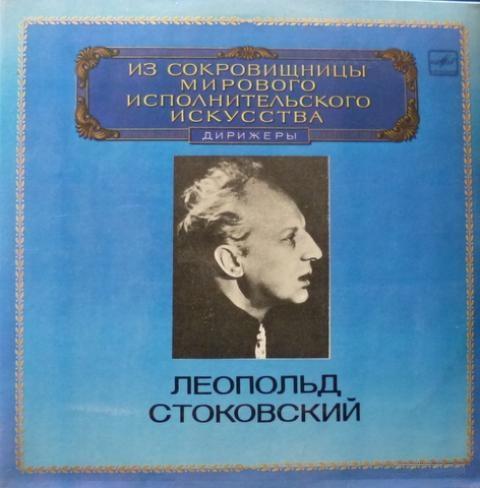 ИЗ СОКРОВИЩНИЦЫ
МИРОВОГО
ИСПОЛНИТЕЛЬСКОГО
ИСКУССТВА
ДИРИЖЕРЫ
ЛЕОПОЛЬД
СТОКОВСКИЙ